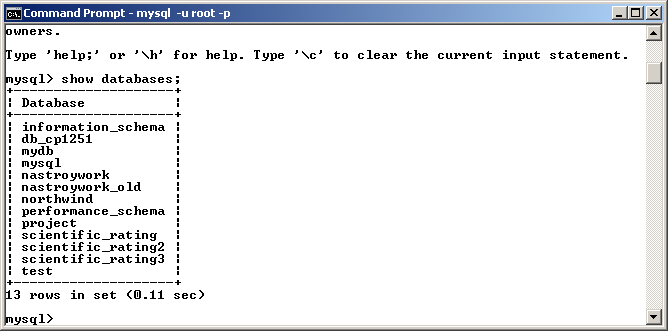 Command Prompt - mysql -u root -p
owners.
Type 'help;' or '\h' for help. Type '\c' to clear the current input statement.
mysql> show databases;
+--------------------+
| Database           |
+--------------------+
| information_schema |
| db_cp1251          |
| mydb               |
| mysql              |
| nastroywork        |
| nastroywork_old    |
| northwind          |
| performance_schema |
| project            |
| scientific_rating  |
| scientific_rating2 |
| scientific_rating3 |
| test               |
+--------------------+
13 rows in set (0.11 sec)
mysql>